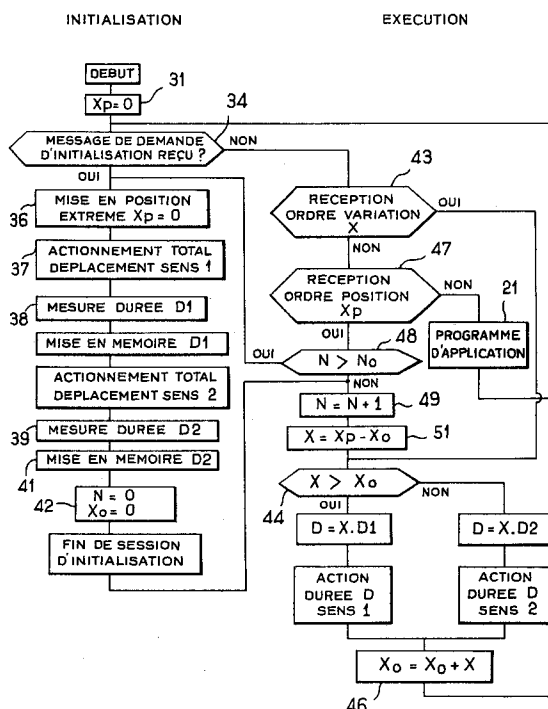 INITIALISATION
EXECUTION
DEBUT
31
Xp= 0
34
MESSAGE DE DEMANDE
D'INITIALISATION REÇU ?
NON
OUI
36
MISE EN POSITION
EXTREME Xp = 0
37
ACTIONNEMENT TOTAL
DEPLACEMENT SENS 1
38
MESURE DUREE D1
MISE EN MEMOIRE D1
ACTIONNEMENT TOTAL
DEPLACEMENT SENS 2
39
MESURE DUREE D2
41
MISE EN MEMOIRE D2
42
N = 0
Xo = 0
FIN DE SESSION
D'INITIALISATION
43
RECEPTION
ORDRE VARIATION
X
OUI
NON
47
RECEPTION
ORDRE POSITION
Xp
NON
OUI
21
PROGRAMME
D'APPLICATION
48
N > No
OUI
NON
49
N = N+1
51
X = Xp - Xo
44
X > Xo
OUI
NON
D = X.D1
D = X.D2
ACTION
DUREE D
SENS 1
ACTION
DUREE D
SENS 2
46
Xo = Xo + X